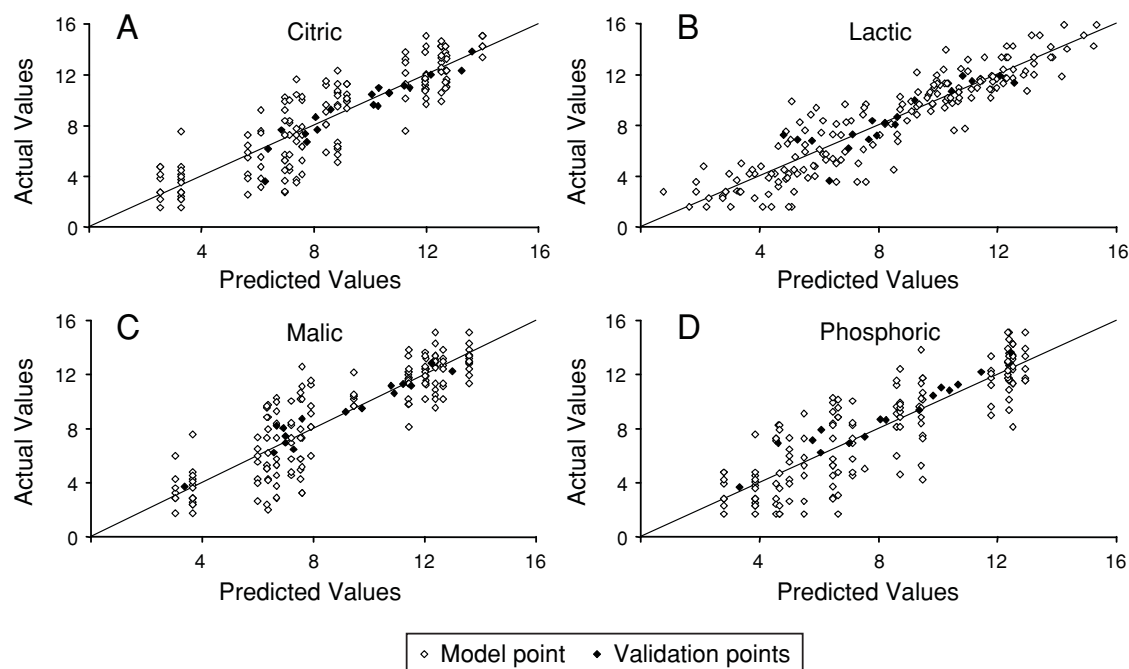 A
Citric
16
12
8
4
0
4
8
12
16
Actual Values
Predicted Values
B
Lactic
16
12
8
4
0
4
8
12
16
Actual Values
Predicted Values
C
Malic
16
12
8
4
0
4
8
12
16
Actual Values
Predicted Values
D
Phosphoric
16
12
8
4
0
4
8
12
16
Actual Values
Predicted Values
Model point
Validation points